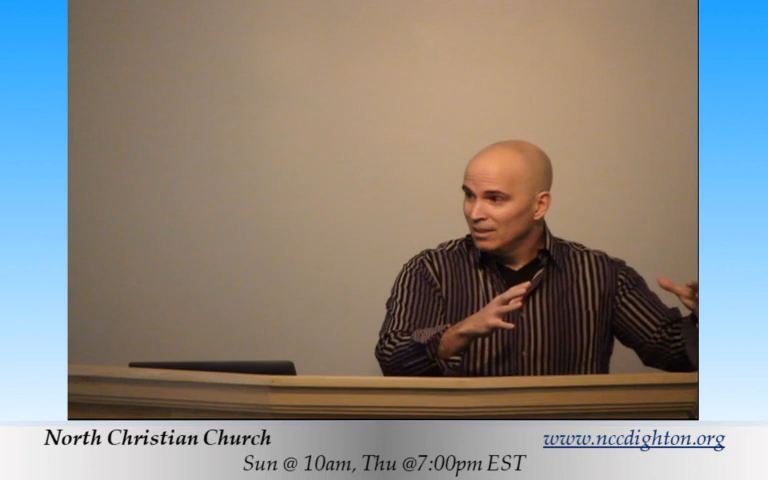 North Christian Church www.nccdighton.org
Sun @ 10am, Thu @7:00pm EST